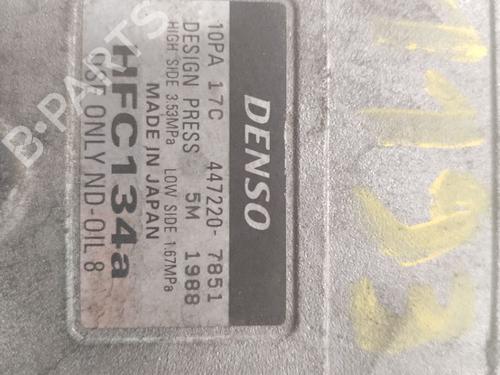 DENSO
10PA 17C 447220-7851
DESIGN PRESS 5M 1988
HIGH SIDE 3.53MPa LOW SIDE 1.67MPa
MADE IN JAPAN
HFC134a
USE ONLY ND-OIL 8
B-PARTS